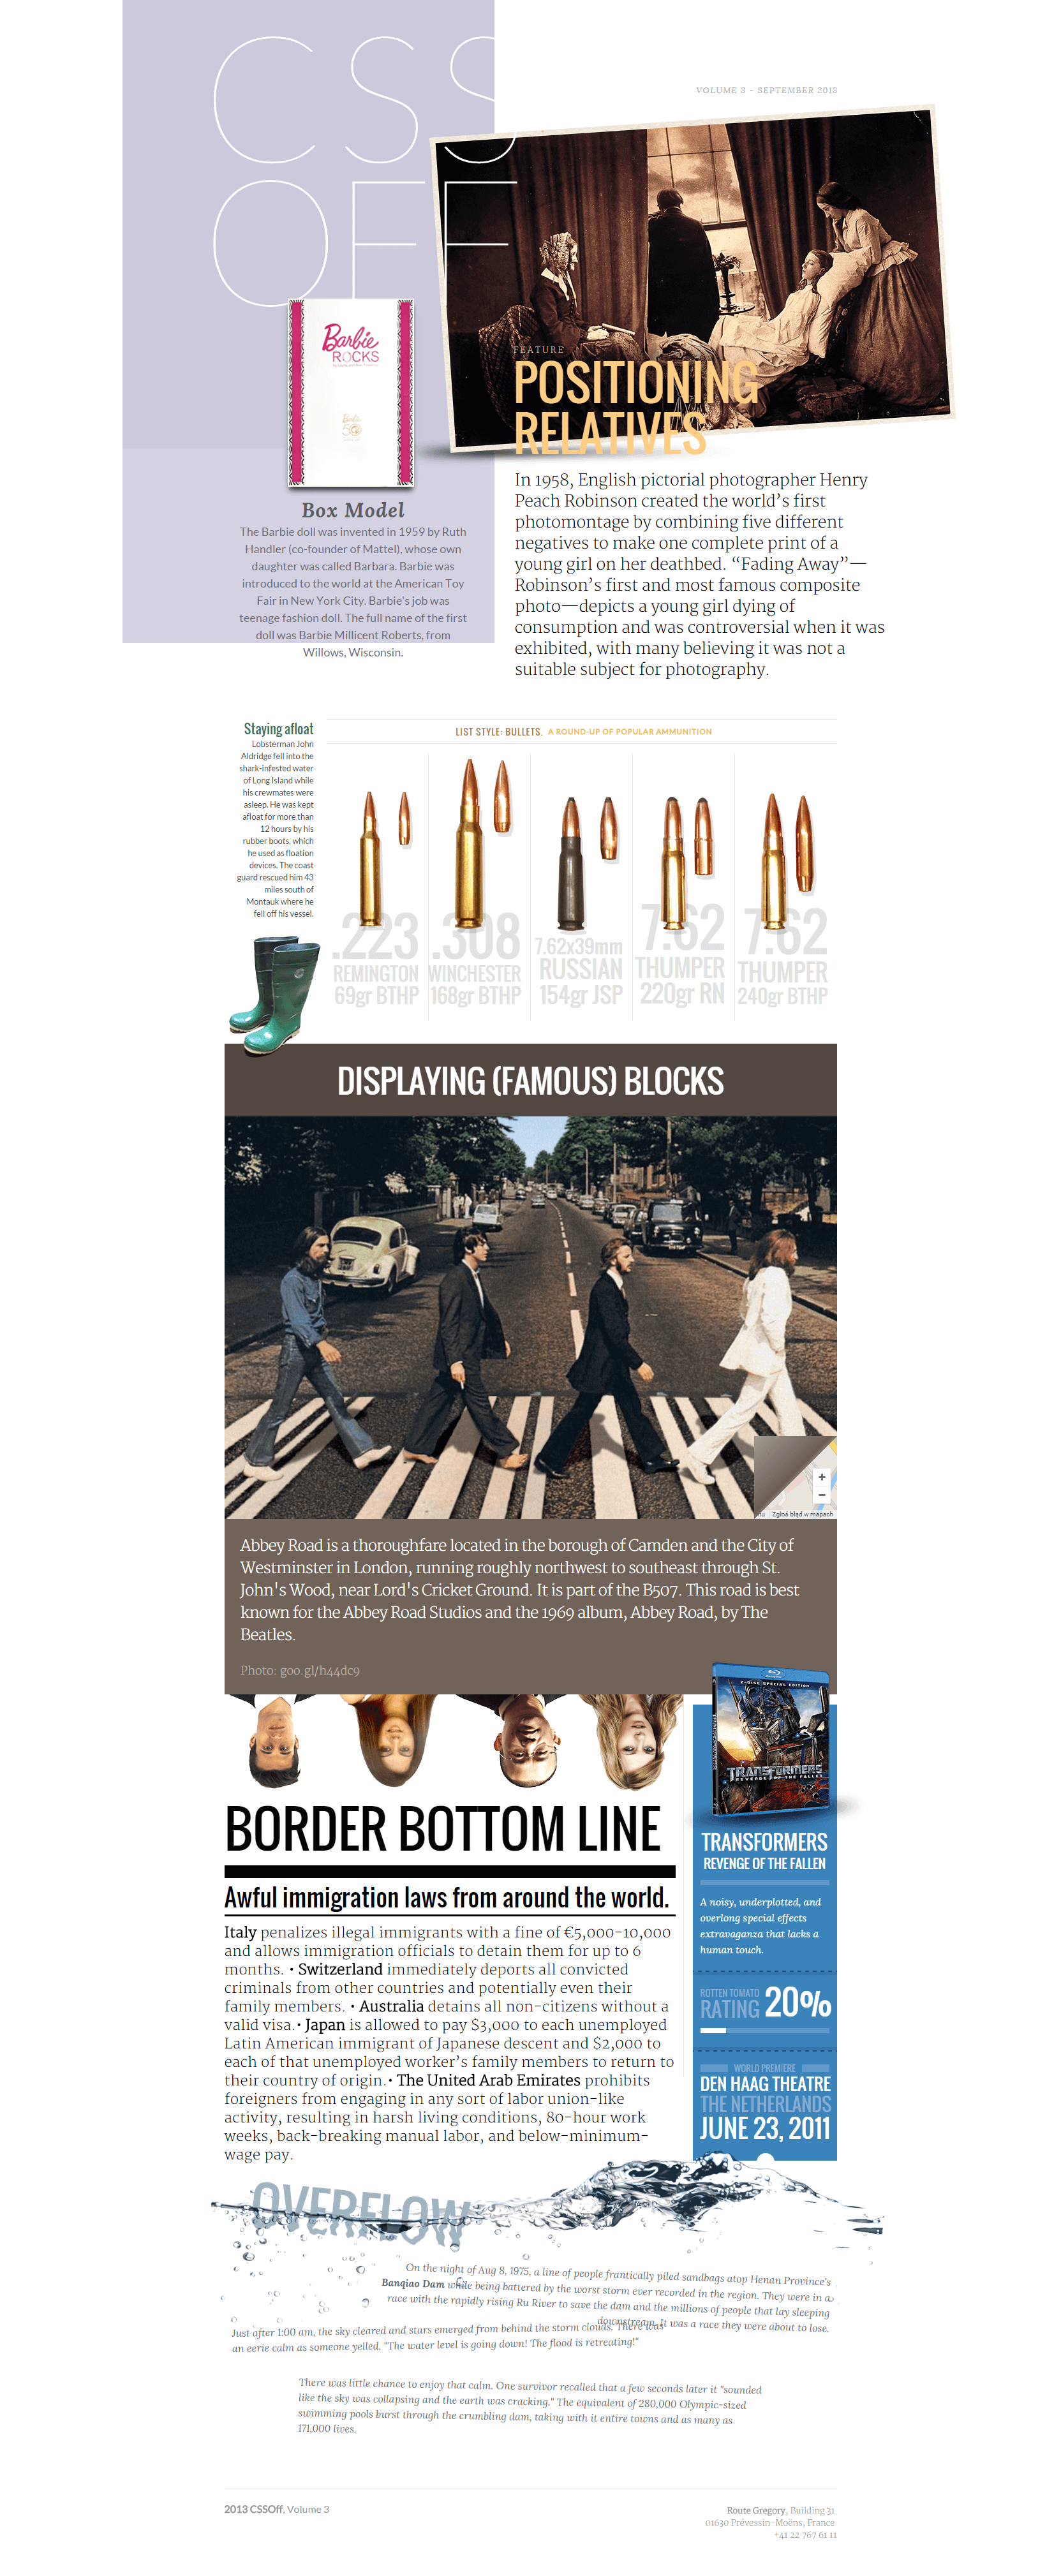 CSS
OFF
VOLUME 3 - SEPTEMBER 2013
FEATURE
POSITIONING
RELATIVES
In 1958, English pictorial photographer Henry
Peach Robinson created the world’s first
photomontage by combining five different
negatives to make one complete print of a
young girl on her deathbed. “Fading Away”—
Robinson’s first and most famous composite
photo—depicts a young girl dying of
consumption and was controversial when it was
exhibited, with many believing it was not a
suitable subject for photography.
Barbie
ROCKS
50
Box Model
The Barbie doll was invented in 1959 by Ruth
Handler (co-founder of Mattel), whose own
daughter was called Barbara. Barbie was
introduced to the world at the American Toy
Fair in New York City. Barbie’s job was
teenage fashion doll. The full name of the first
doll was Barbie Millicent Roberts, from
Willows, Wisconsin.
Staying afloat
Lobsterman John
Aldridge fell into the
shark-infested water
of Long Island while
his crewmates were
asleep. He was kept
afloat for more than
12 hours by his
rubber boots, which
he used as floation
devices. The coast
guard rescued him 43
miles south of
Montauk where he
fell off his vessel.
LIST STYLE: BULLETS. A ROUND-UP OF POPULAR AMMUNITION
.223
REMINGTON
69gr BTHP
.308
WINCHESTER
168gr BTHP
7.62x39mm
RUSSIAN
154gr JSP
7.62
THUMPER
220gr RN
7.62
THUMPER
240gr BTHP
DISPLAYING (FAMOUS) BLOCKS
+
−
Zgłoś błąd w mapach
Abbey Road is a thoroughfare located in the borough of Camden and the City of
Westminster in London, running roughly northwest to southeast through St.
John's Wood, near Lord's Cricket Ground. It is part of the B507. This road is best
known for the Abbey Road Studios and the 1969 album, Abbey Road, by The
Beatles.
Photo: goo.gl/h44dc9
BORDER BOTTOM LINE
Awful immigration laws from around the world.
Italy penalizes illegal immigrants with a fine of €5,000-10,000
and allows immigration officials to detain them for up to 6
months. • Switzerland immediately deports all convicted
criminals from other countries and potentially even their
family members. • Australia detains all non-citizens without a
valid visa.• Japan is allowed to pay $3,000 to each unemployed
Latin American immigrant of Japanese descent and $2,000 to
each of that unemployed worker’s family members to return to
their country of origin.• The United Arab Emirates prohibits
foreigners from engaging in any sort of labor union-like
activity, resulting in harsh living conditions, 80-hour work
weeks, back-breaking manual labor, and below-minimum-
wage pay.
2-DISC SPECIAL EDITION
TRANSFORMERS
REVENGE OF THE FALLEN
TRANSFORMERS
REVENGE OF THE FALLEN
A noisy, underplotted, and
overlong special effects
extravaganza that lacks a
human touch.
ROTTEN TOMATO
RATING 20%
WORLD PREMIERE
DEN HAAG THEATRE
THE NETHERLANDS
JUNE 23, 2011
OVERFLOW
On the night of Aug 8, 1975, a line of people frantically piled sandbags atop Henan Province's
Banqiao Dam while being battered by the worst storm ever recorded in the region. They were in a
race with the rapidly rising Ru River to save the dam and the millions of people that lay sleeping
downstream. It was a race they were about to lose.
Just after 1:00 am, the sky cleared and stars emerged from behind the storm clouds. There was
an eerie calm as someone yelled, "The water level is going down! The flood is retreating!"
There was little chance to enjoy that calm. One survivor recalled that a few seconds later it "sounded
like the sky was collapsing and the earth was cracking." The equivalent of 280,000 Olympic-sized
swimming pools burst through the crumbling dam, taking with it entire towns and as many as
171,000 lives.
2013 CSSOff, Volume 3
Route Gregory, Building 31
01630 Prévessin-Moëns, France
+41 22 767 61 11